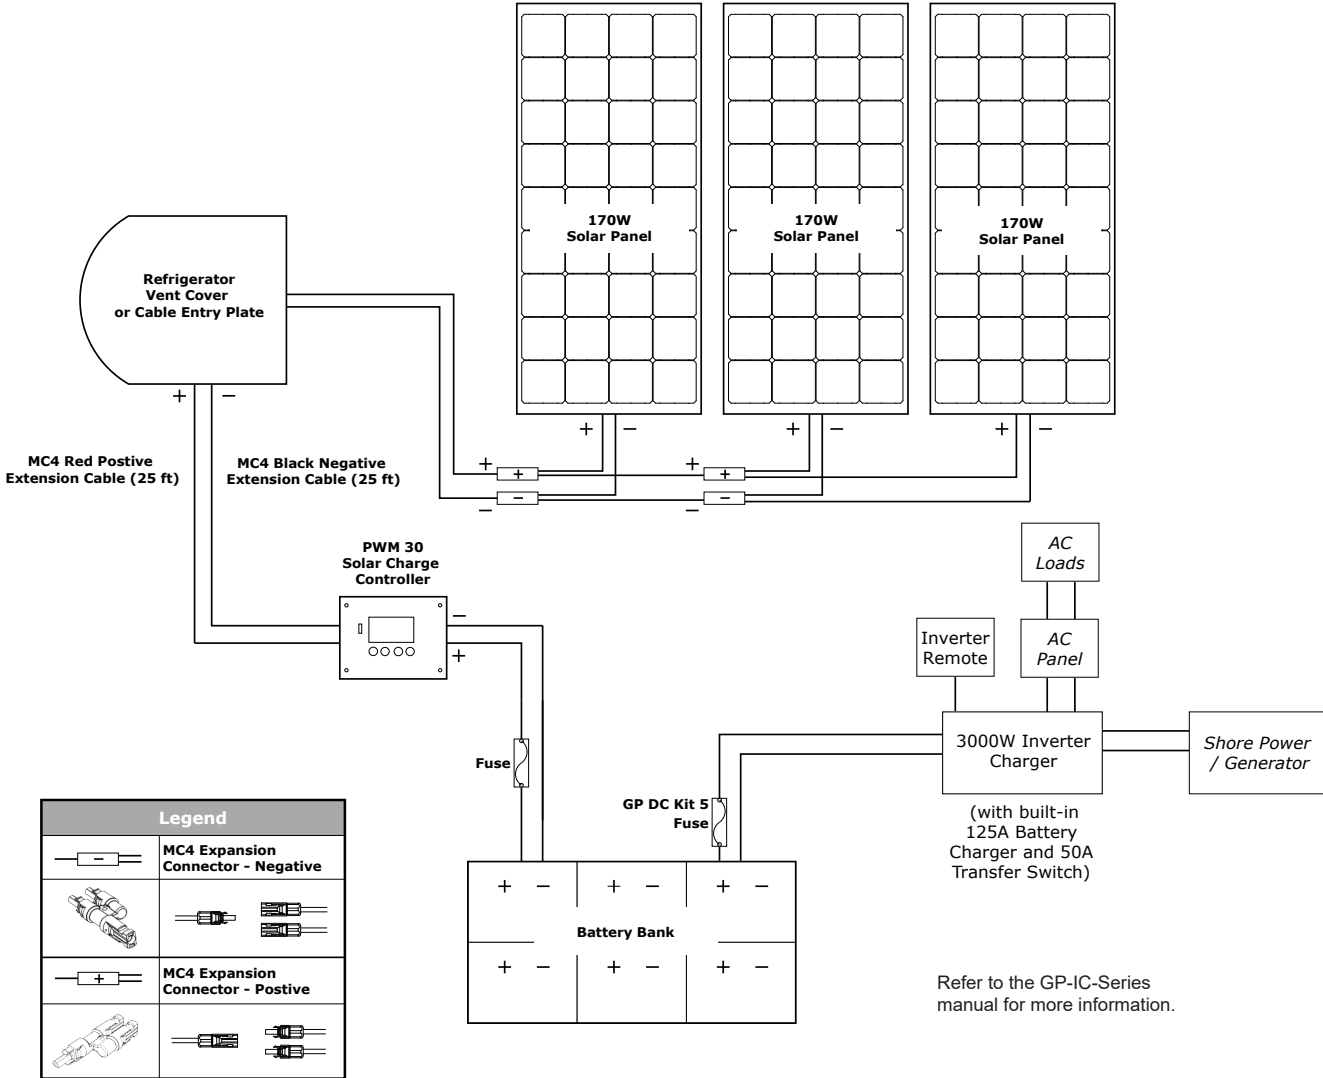 170W
Solar Panel
170W
Solar Panel
170W
Solar Panel
Refrigerator
Vent Cover
or Cable Entry Plate
+ −
+ −
+ −
+ −
MC4 Red Postive
Extension Cable (25 ft)
MC4 Black Negative
Extension Cable (25 ft)
+
+
+
+
−
−
−
−
PWM 30
Solar Charge
Controller
−
+
AC
Loads
Inverter
Remote
AC
Panel
3000W Inverter
Charger
Shore Power
/ Generator
(with built-in
125A Battery
Charger and 50A
Transfer Switch)
Fuse
GP DC Kit 5
Fuse
+ − + − + −
Battery Bank
+ − + − + −
Legend
−
MC4 Expansion
Connector - Negative
+
MC4 Expansion
Connector - Postive
Refer to the GP-IC-Series
manual for more information.